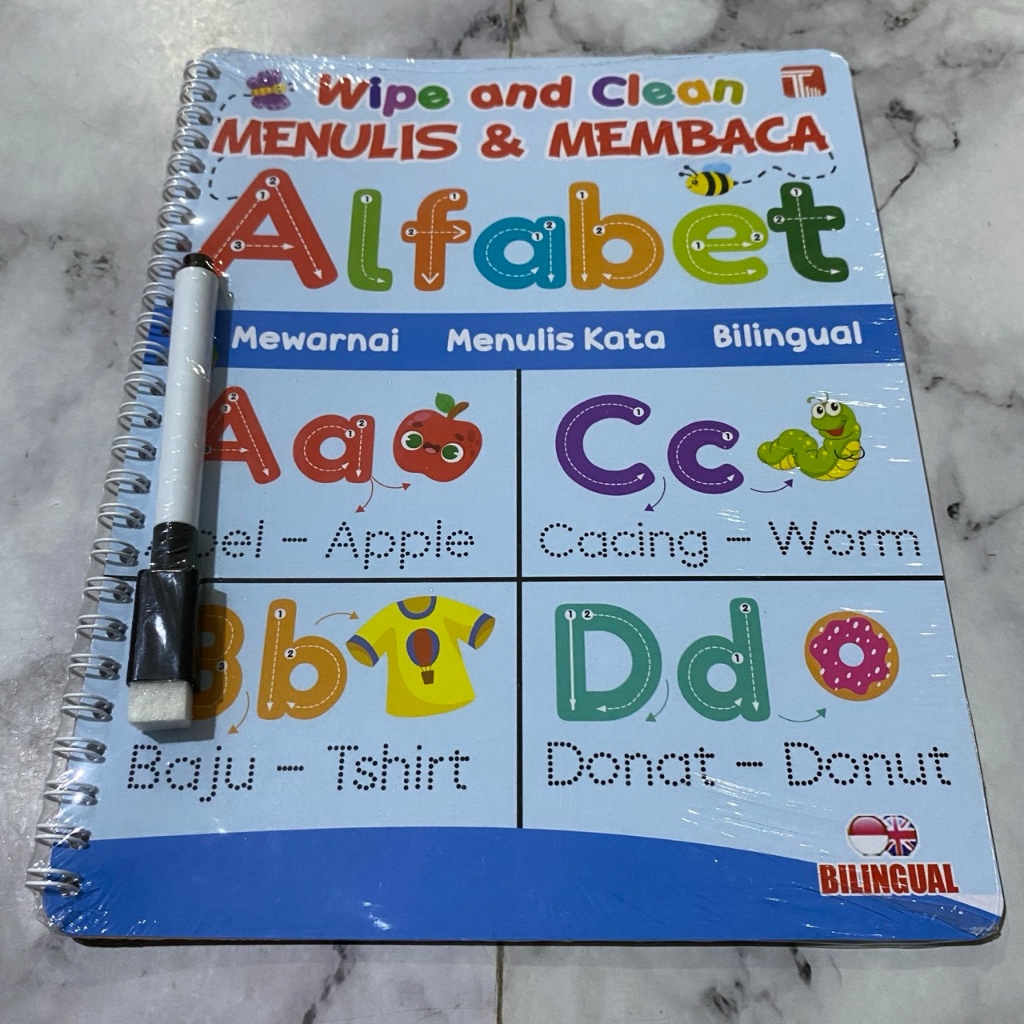 Wipe and Clean
MENULIS & MEMBACA
Alfabet
Mewarnai Menulis Kata Bilingual
Aa
Cc
Apple
Cacing - Worm
Bb
Dd
Baju - Tshirt
Donat - Donut
BILINGUAL